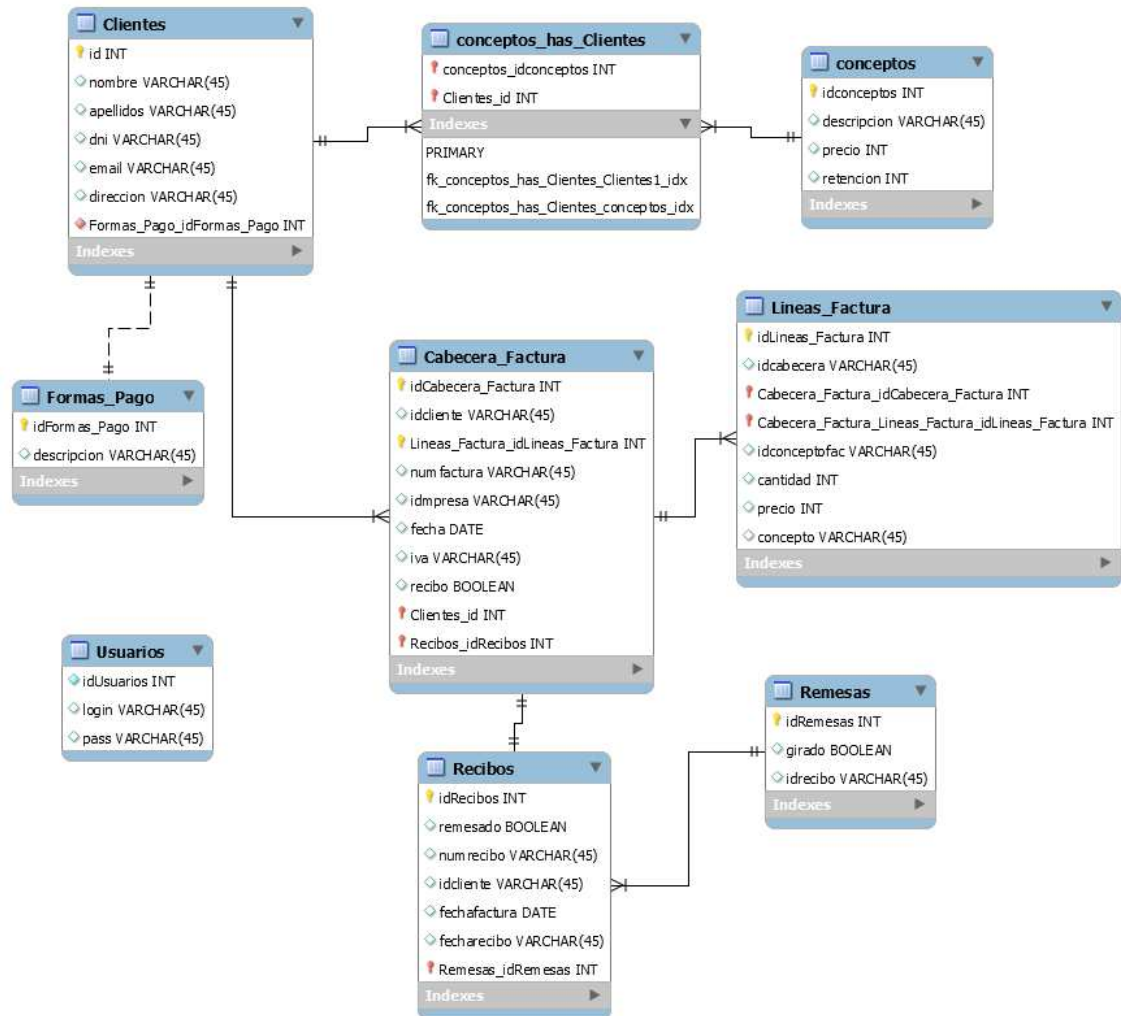 Clientes
id INT
nombre VARCHAR(45)
apellidos VARCHAR(45)
dni VARCHAR(45)
email VARCHAR(45)
direccion VARCHAR(45)
Formas_Pago_idFormas_Pago INT
Indexes
conceptos_has_Clientes
conceptos_idconceptos INT
Clientes_id INT
Indexes
PRIMARY
fk_conceptos_has_Clientes_Clientes1_idx
fk_conceptos_has_Clientes_conceptos_idx
conceptos
idconceptos INT
descripcion VARCHAR(45)
precio INT
retencion INT
Indexes
Formas_Pago
idFormas_Pago INT
descripcion VARCHAR(45)
Indexes
Cabecera_Factura
idCabecera_Factura INT
idcliente VARCHAR(45)
Lineas_Factura_idLineas_Factura INT
numfactura VARCHAR(45)
idmpresa VARCHAR(45)
fecha DATE
iva VARCHAR(45)
recibo BOOLEAN
Clientes_id INT
Recibos_idRecibos INT
Indexes
Lineas_Factura
idLineas_Factura INT
idcabecera VARCHAR(45)
Cabecera_Factura_idCabecera_Factura INT
Cabecera_Factura_Lineas_Factura_idLineas_Factura INT
idconceptofac VARCHAR(45)
cantidad INT
precio INT
concepto VARCHAR(45)
Indexes
Usuarios
idUsuarios INT
login VARCHAR(45)
pass VARCHAR(45)
Recibos
idRecibos INT
remesado BOOLEAN
numrecibo VARCHAR(45)
idcliente VARCHAR(45)
fechafactura DATE
fecharecibo VARCHAR(45)
Remesas_idRemesas INT
Indexes
Remesas
idRemesas INT
girado BOOLEAN
idrecibo VARCHAR(45)
Indexes